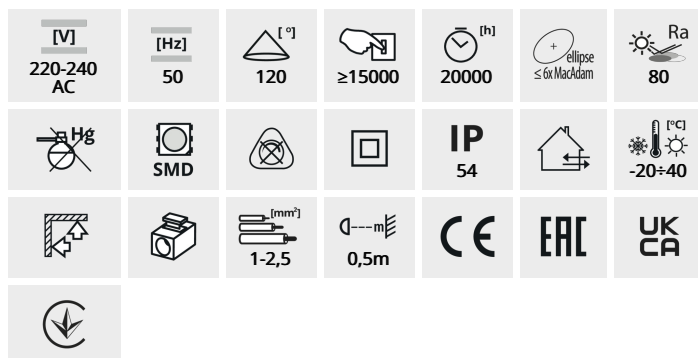 [V]
220-240
AC
[Hz]
50
[°]
120
≥15000
[h]
20000
ellipse
≤ 6x MacAdam
Ra
80
Hg
SMD
IP
54
[°C]
-20÷40
[mm²]
1-2,5
m
0,5m
CE
EAC
UK
CA